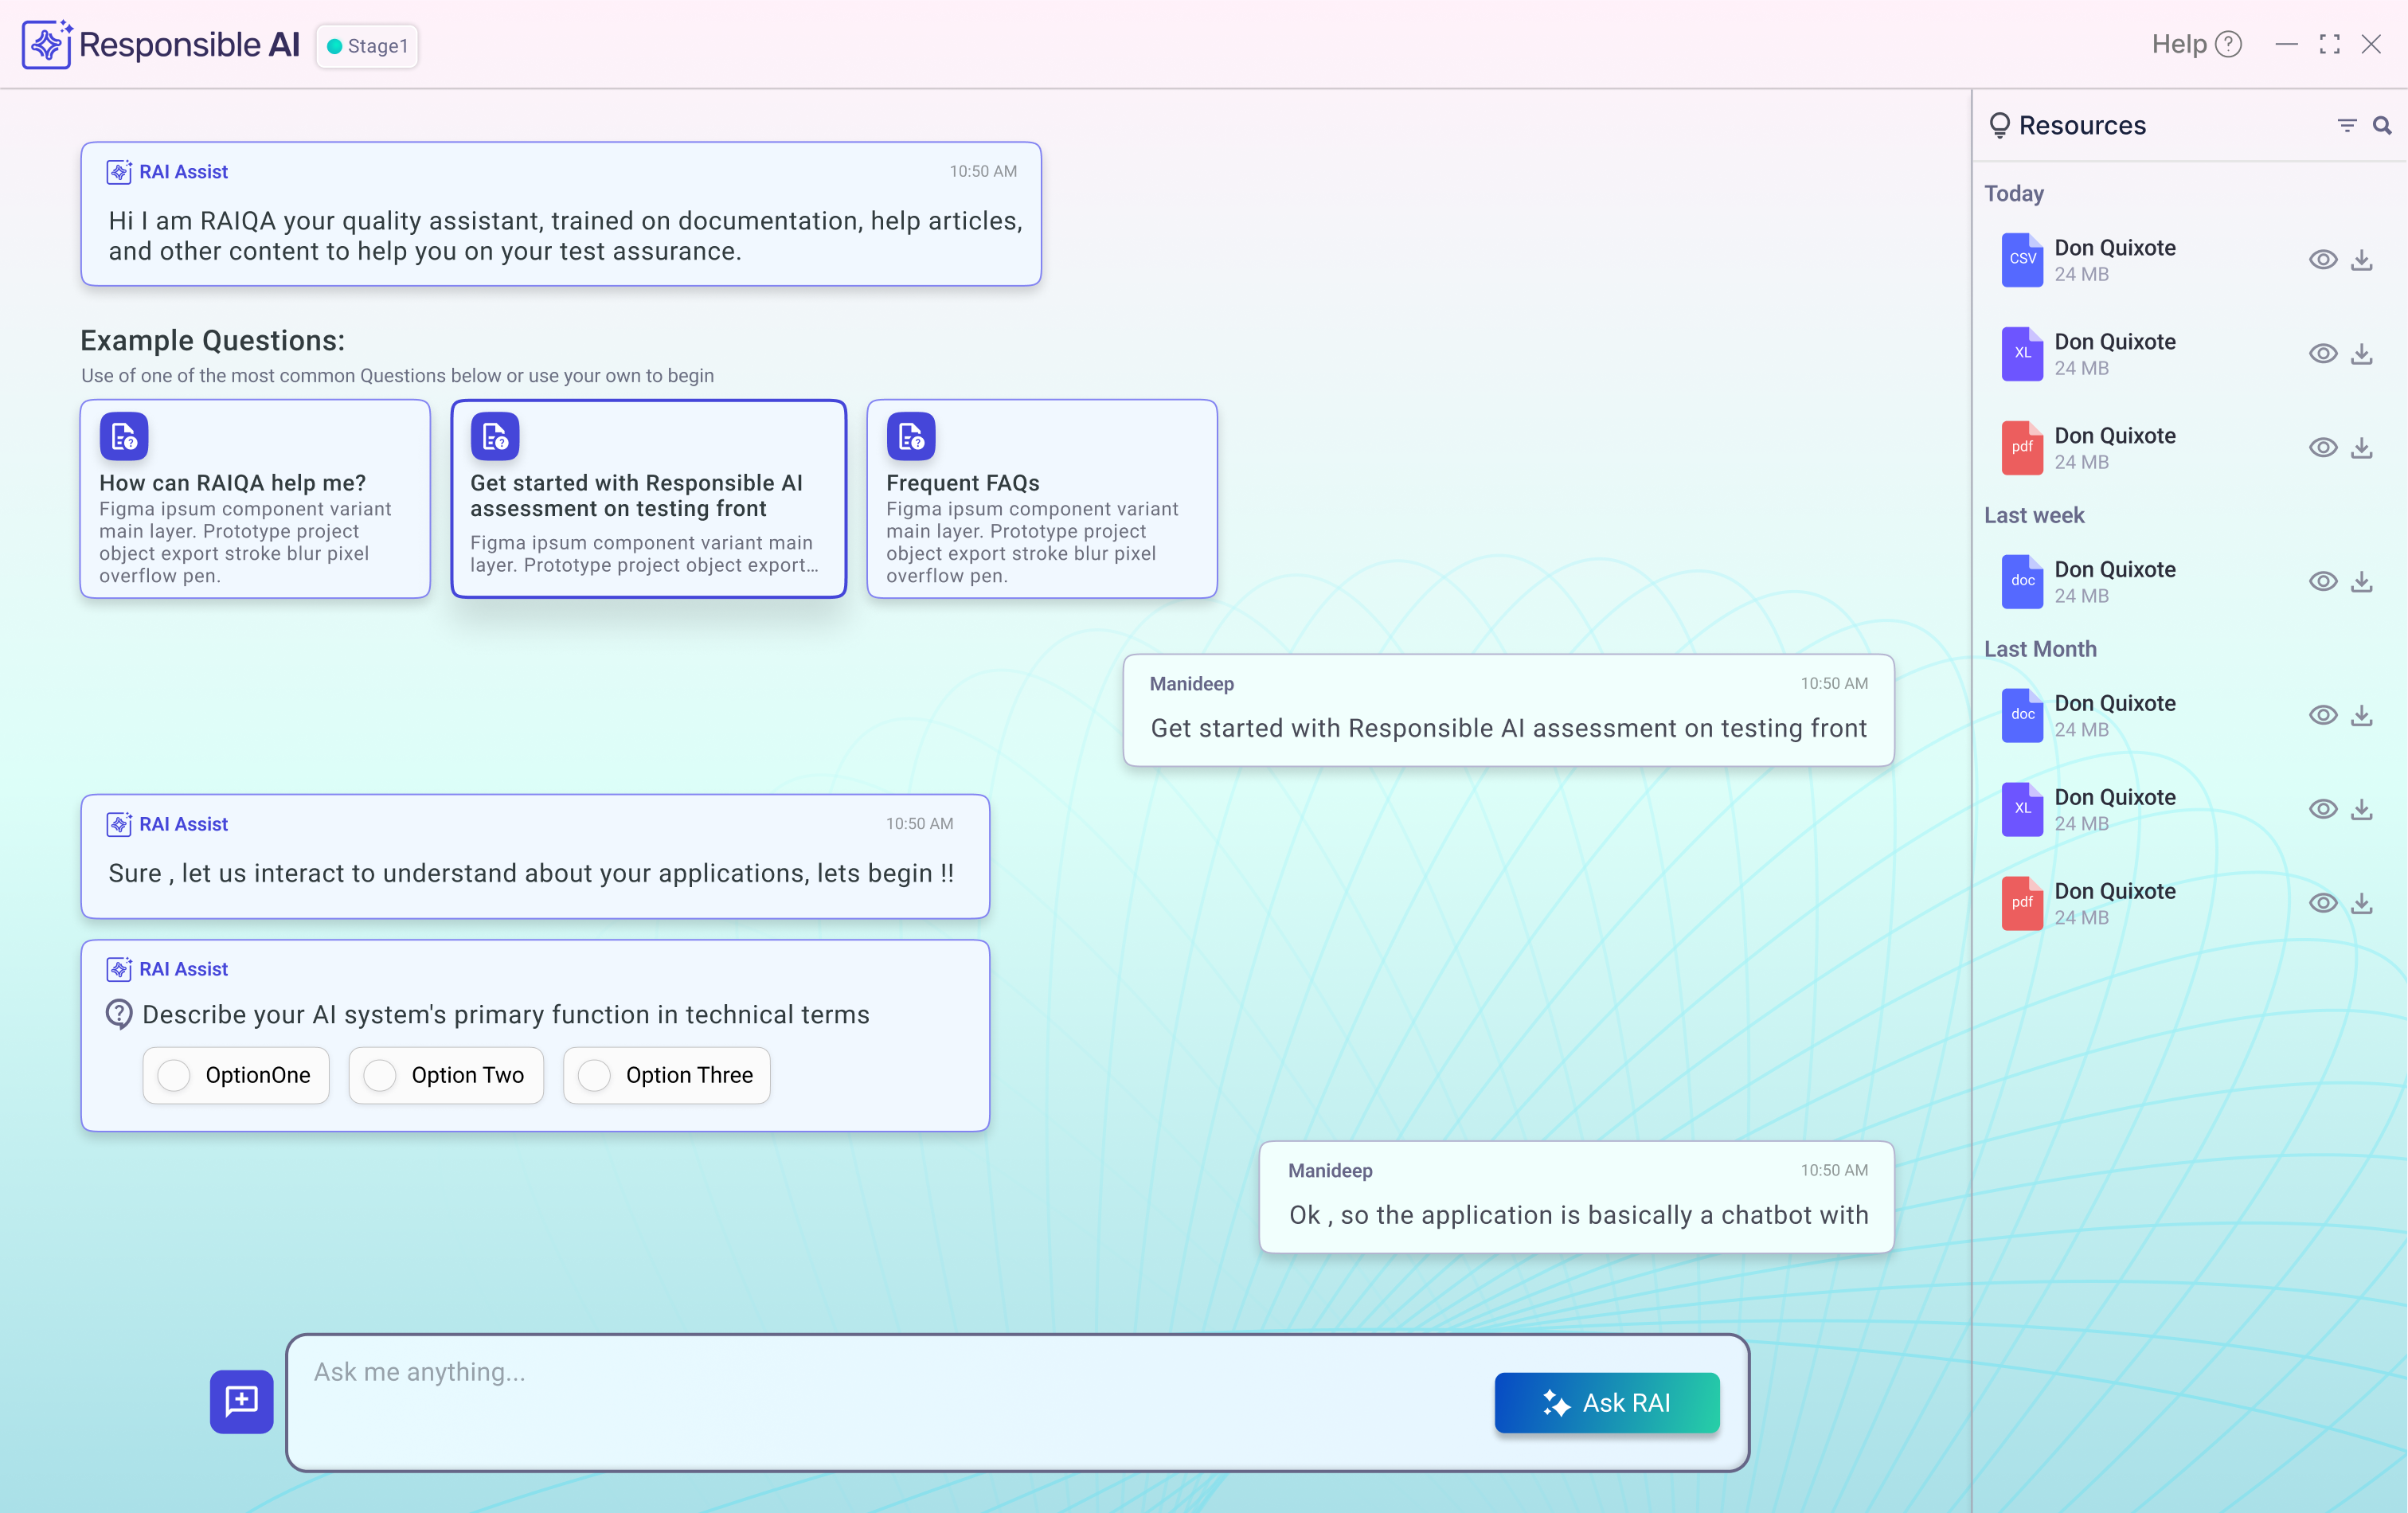 Responsible AI
Stage1
Help
RAI Assist
10:50 AM
Hi I am RAIQA your quality assistant, trained on documentation, help articles,
and other content to help you on your test assurance.
Example Questions:
Use of one of the most common Questions below or use your own to begin
How can RAIQA help me?
Figma ipsum component variant
main layer. Prototype project
object export stroke blur pixel
overflow pen.
Get started with Responsible AI
assessment on testing front
Figma ipsum component variant main
layer. Prototype project object export...
Frequent FAQs
Figma ipsum component variant
main layer. Prototype project
object export stroke blur pixel
overflow pen.
Manideep
10:50 AM
Get started with Responsible AI assessment on testing front
RAI Assist
10:50 AM
Sure , let us interact to understand about your applications, lets begin !!
RAI Assist
Describe your AI system's primary function in technical terms
OptionOne
Option Two
Option Three
Manideep
10:50 AM
Ok , so the application is basically a chatbot with
Ask me anything...
Ask RAI
Resources
Today
CSV
Don Quixote
24 MB
XL
Don Quixote
24 MB
pdf
Don Quixote
24 MB
Last week
doc
Don Quixote
24 MB
Last Month
doc
Don Quixote
24 MB
XL
Don Quixote
24 MB
pdf
Don Quixote
24 MB